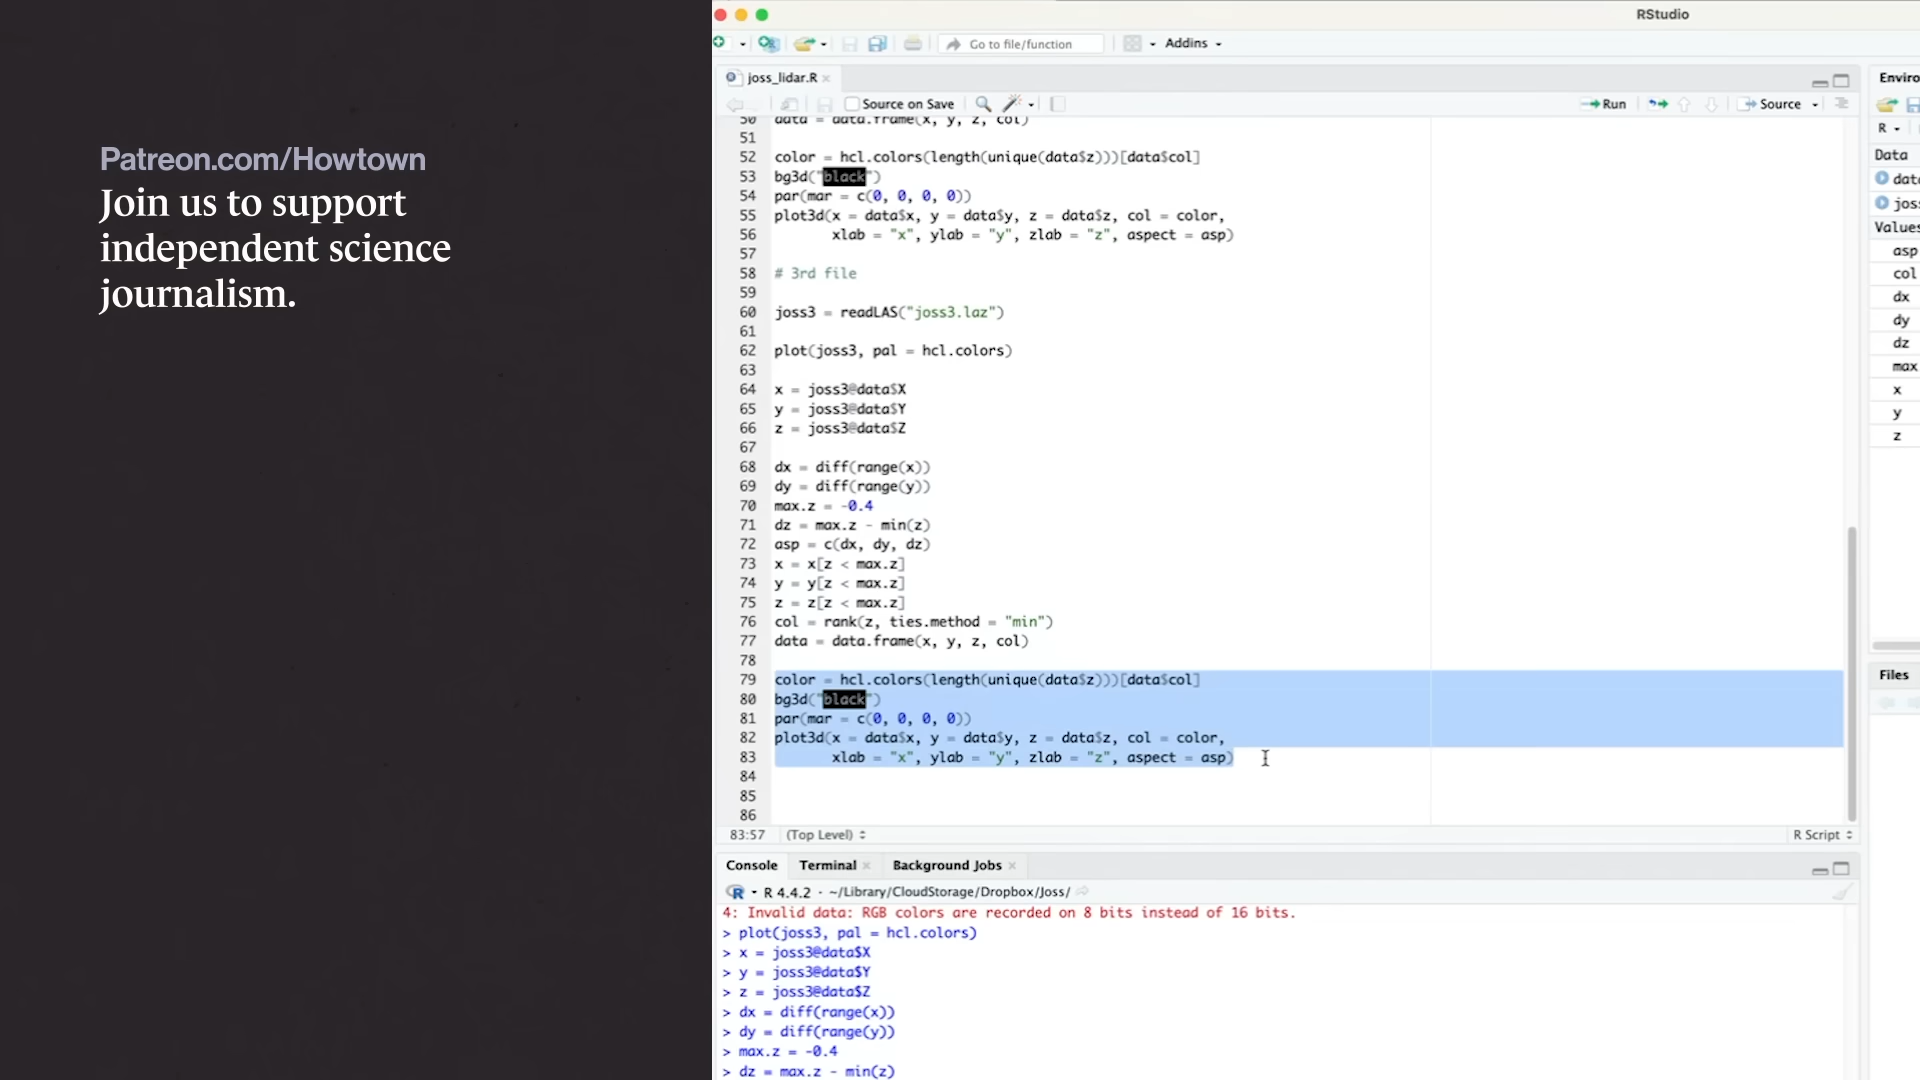 Patreon.com/Howtown
Join us to support
independent science
journalism.
RStudio
Go to file/function
Addins
joss_lidar.R
Source on Save
Run
Source
50 data = data.frame(x, y, z, col)
51
52 color = hcl.colors(length(unique(data$z)))[data$col]
53 bg3d("black")
54 par(mar = c(0, 0, 0, 0))
55 plot3d(x = data$x, y = data$y, z = data$z, col = color,
56 xlab = "x", ylab = "y", zlab = "z", aspect = asp)
57
58 # 3rd file
59
60 joss3 = readLAS("joss3.laz")
61
62 plot(joss3, pal = hcl.colors)
63
64 x = joss3@data$X
65 y = joss3@data$Y
66 z = joss3@data$Z
67
68 dx = diff(range(x))
69 dy = diff(range(y))
70 max.z = -0.4
71 dz = max.z - min(z)
72 asp = c(dx, dy, dz)
73 x = x[z < max.z]
74 y = y[z < max.z]
75 z = z[z < max.z]
76 col = rank(z, ties.method = "min")
77 data = data.frame(x, y, z, col)
78
79 color = hcl.colors(length(unique(data$z)))[data$col]
80 bg3d("black")
81 par(mar = c(0, 0, 0, 0))
82 plot3d(x = data$x, y = data$y, z = data$z, col = color,
83 xlab = "x", ylab = "y", zlab = "z", aspect = asp)
84
85
86
83:57 (Top Level) R Script
Console Terminal Background Jobs
R 4.4.2 · ~/Library/CloudStorage/Dropbox/Joss/
4: Invalid data: RGB colors are recorded on 8 bits instead of 16 bits.
> plot(joss3, pal = hcl.colors)
> x = joss3@data$X
> y = joss3@data$Y
> z = joss3@data$Z
> dx = diff(range(x))
> dy = diff(range(y))
> max.z = -0.4
> dz = max.z - min(z)
Enviro
R
Data
data
joss
Values
asp
col
dx
dy
dz
max
x
y
z
Files